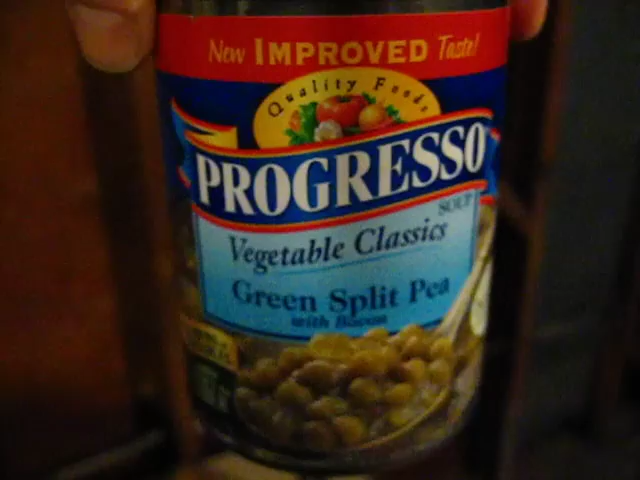 New IMPROVED Taste!
Quality Foods
PROGRESSO
SOUP
Vegetable Classics
Green Split Pea
with Bacon